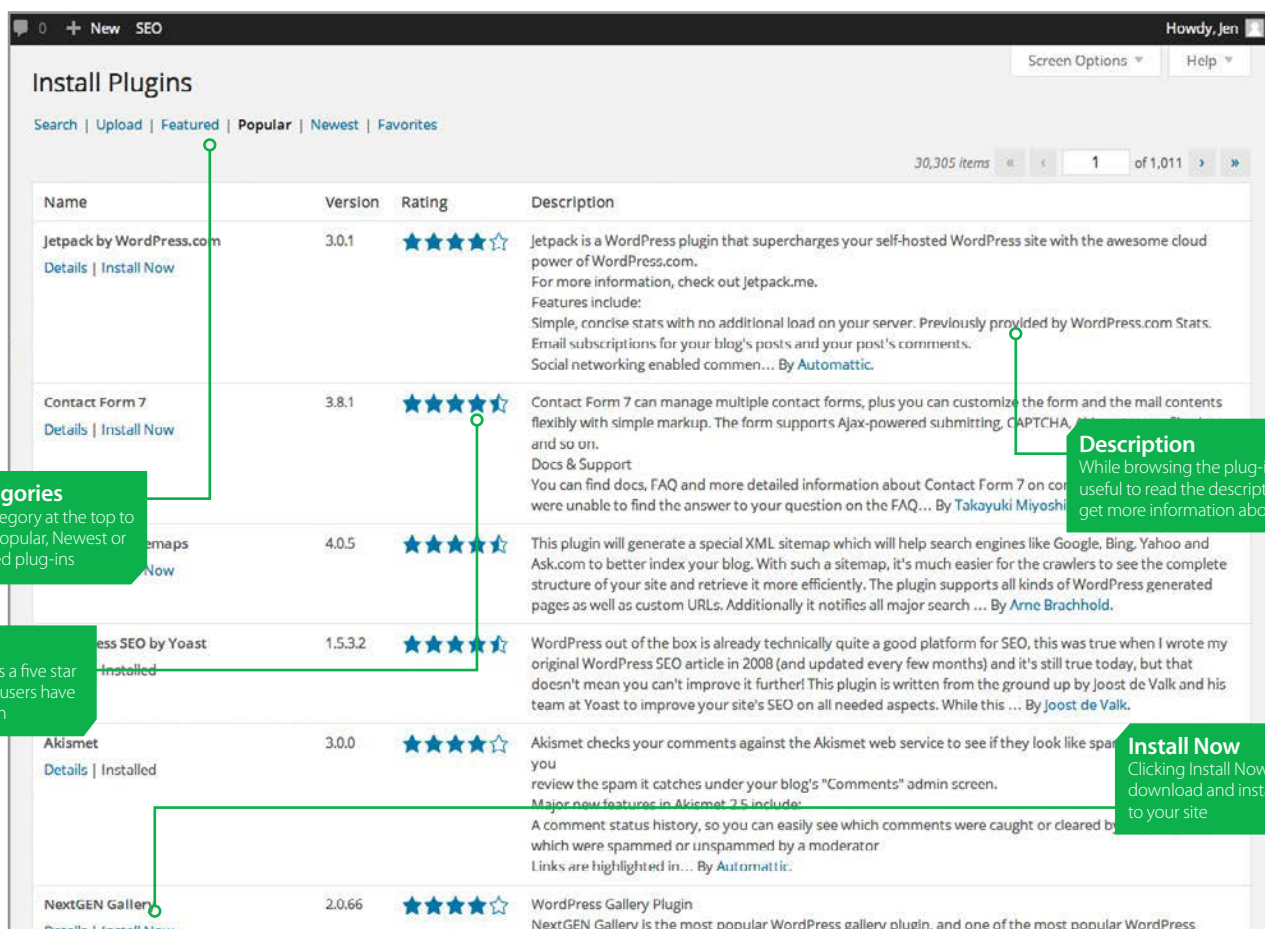 0 + New SEO
Howdy, Jen
Screen Options
Help
Install Plugins
Search | Upload | Featured | Popular | Newest | Favorites
30,305 items « ‹ 1 of 1,011 › »
Name Version Rating Description
Jetpack by WordPress.com
Details | Install Now
3.0.1
Jetpack is a WordPress plugin that supercharges your self-hosted WordPress site with the awesome cloud
power of WordPress.com.
For more information, check out Jetpack.me.
Features include:
Simple, concise stats with no additional load on your server. Previously provided by WordPress.com Stats.
Email subscriptions for your blog's posts and your post's comments.
Social networking enabled commen... By Automattic.
Contact Form 7
Details | Install Now
3.8.1
Contact Form 7 can manage multiple contact forms, plus you can customize the form and the mail contents
flexibly with simple markup. The form supports Ajax-powered submitting, CAPTCHA,
and so on.
Docs & Support
You can find docs, FAQ and more detailed information about Contact Form 7 on
were unable to find the answer to your question on the FAQ... By Takayuki Miyoshi
Description
While browsing the plug-
useful to read the
get more information
gories
egory at the top to
opular, Newest or
ed plug-ins
emaps
Now
4.0.5
This plugin will generate a special XML sitemap which will help search engines like Google, Bing, Yahoo and
Ask.com to better index your blog. With such a sitemap, it's much easier for the crawlers to see the complete
structure of your site and retrieve it more efficiently. The plugin supports all kinds of WordPress generated
pages as well as custom URLs. Additionally it notifies all major search ... By Arne Brachhold.
ess SEO by Yoast
Installed
1.5.3.2
WordPress out of the box is already technically quite a good platform for SEO, this was true when I wrote my
original WordPress SEO article in 2008 (and updated every few months) and it's still true today, but that
doesn't mean you can't improve it further! This plugin is written from the ground up by Joost de Valk and his
team at Yoast to improve your site's SEO on all needed aspects. While this ... By Joost de Valk.
s a five star
users have
Akismet
Details | Installed
3.0.0
Akismet checks your comments against the Akismet web service to see if they look like
you
review the spam it catches under your blog's "Comments" admin screen.
Major new features in Akismet 2.5 include:
A comment status history, so you can easily see which comments were caught or cleared by
which were spammed or unspammed by a moderator
Links are highlighted in... By Automattic.
Install Now
Clicking Install Now
download and
to your site
NextGEN Gallery
Details | Install Now
2.0.66
WordPress Gallery Plugin
NextGEN Gallery is the most popular WordPress gallery plugin, and one of the most popular WordPress